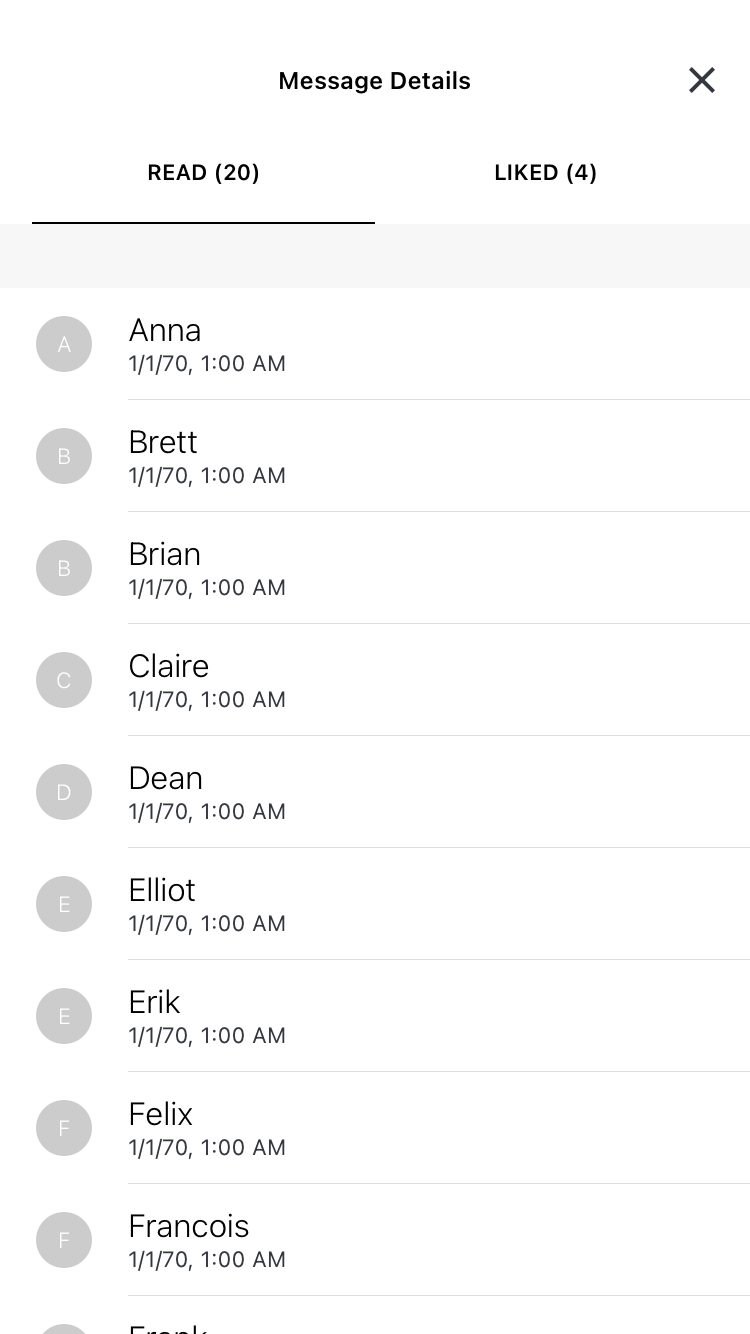 Message Details
READ (20) LIKED (4)
A
Anna
1/1/70, 1:00 AM
B
Brett
1/1/70, 1:00 AM
B
Brian
1/1/70, 1:00 AM
C
Claire
1/1/70, 1:00 AM
D
Dean
1/1/70, 1:00 AM
E
Elliot
1/1/70, 1:00 AM
E
Erik
1/1/70, 1:00 AM
F
Felix
1/1/70, 1:00 AM
F
Francois
1/1/70, 1:00 AM
Frank